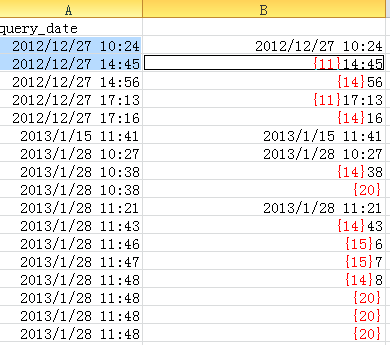 A B
query_date
2012/12/27 10:24 2012/12/27 10:24
2012/12/27 14:45 {11}14:45
2012/12/27 14:56 {14}56
2012/12/27 17:13 {11}17:13
2012/12/27 17:16 {14}16
2013/1/15 11:41 2013/1/15 11:41
2013/1/28 10:27 2013/1/28 10:27
2013/1/28 10:38 {14}38
2013/1/28 10:38 {20}
2013/1/28 11:21 2013/1/28 11:21
2013/1/28 11:43 {14}43
2013/1/28 11:46 {15}6
2013/1/28 11:47 {15}7
2013/1/28 11:48 {14}8
2013/1/28 11:48 {20}
2013/1/28 11:48 {20}
2013/1/28 11:48 {20}